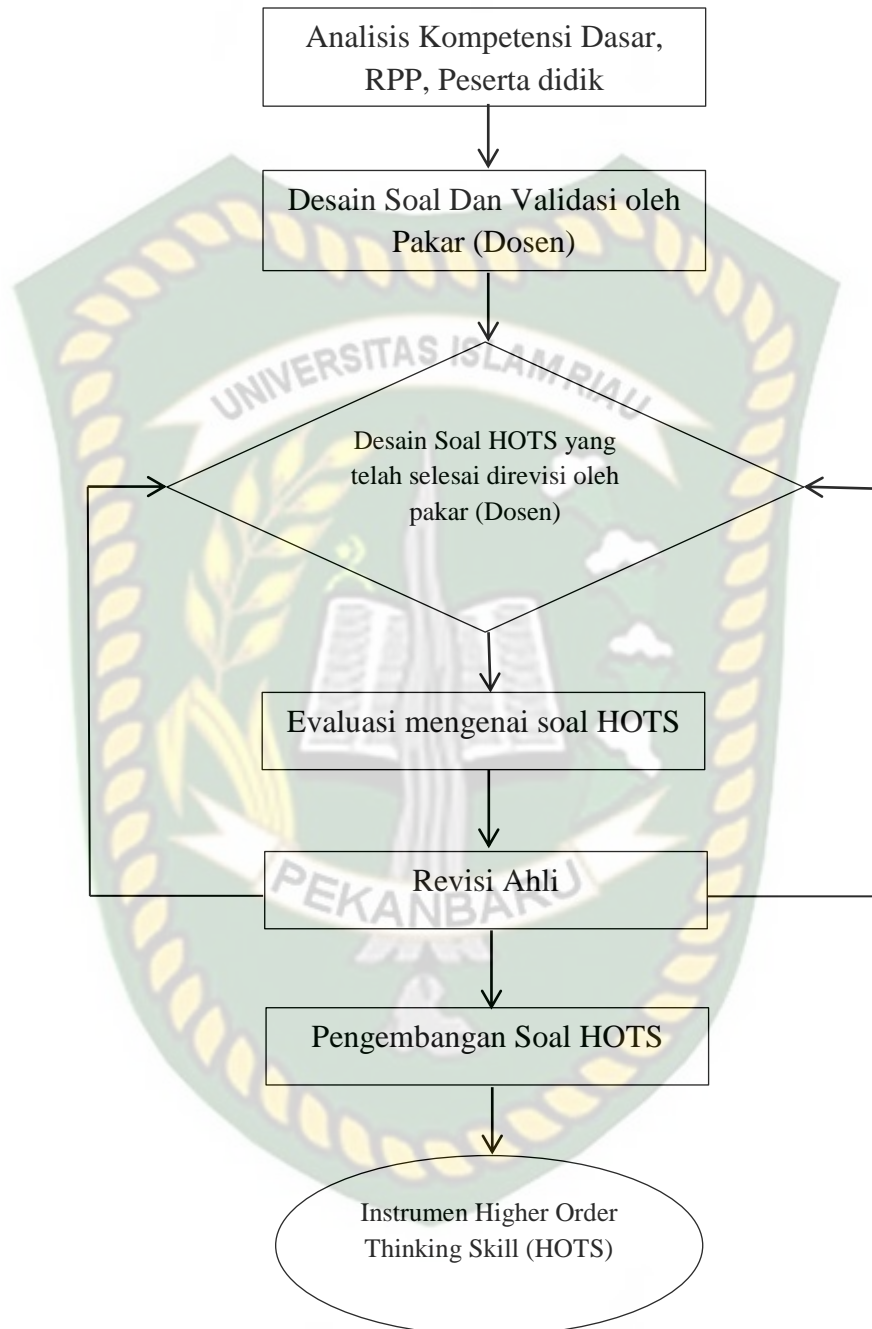 Analisis Kompetensi Dasar,
RPP, Peserta didik
Desain Soal Dan Validasi oleh
Pakar (Dosen)
UNIVERSITAS ISLAM RIAU
Desain Soal HOTS yang
telah selesai direvisi oleh
pakar (Dosen)
Evaluasi mengenai soal HOTS
Revisi Ahli
PEKANBARU
Pengembangan Soal HOTS
Instrumen Higher Order
Thinking Skill (HOTS)